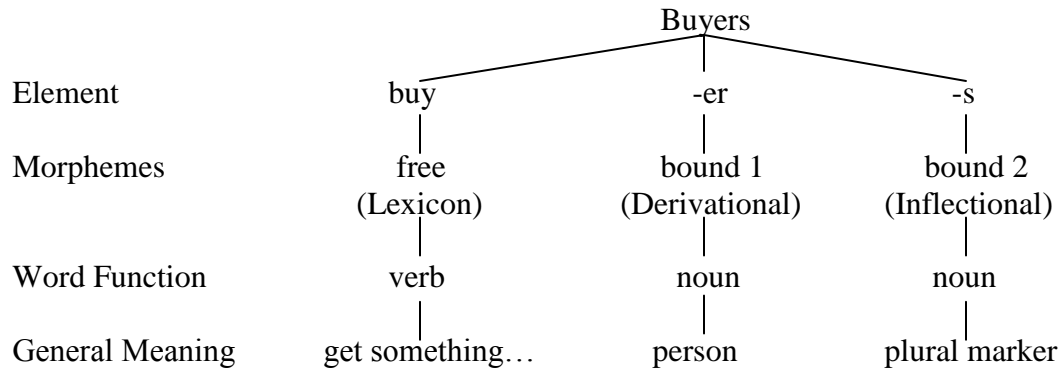 Buyers
Element buy -er -s
Morphemes free bound 1 bound 2
(Lexicon) (Derivational) (Inflectional)
Word Function verb noun noun
General Meaning get something… person plural marker